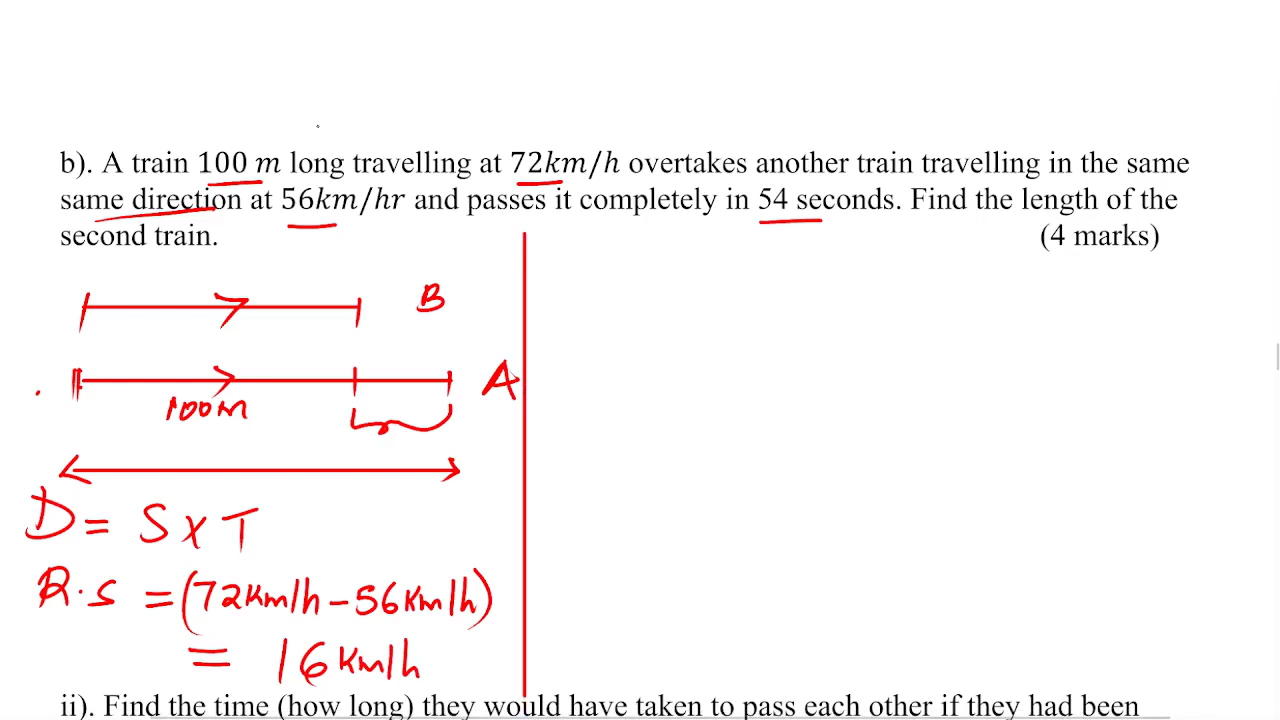 b). A train 100 m long travelling at 72km/h overtakes another train travelling in the same
same direction at 56km/hr and passes it completely in 54 seconds. Find the length of the
second train. (4 marks)
B
A
100m
D = S X T
R.S = (72Km/h - 56Km/h)
= 16Km/h
ii). Find the time (how long) they would have taken to pass each other if they had been